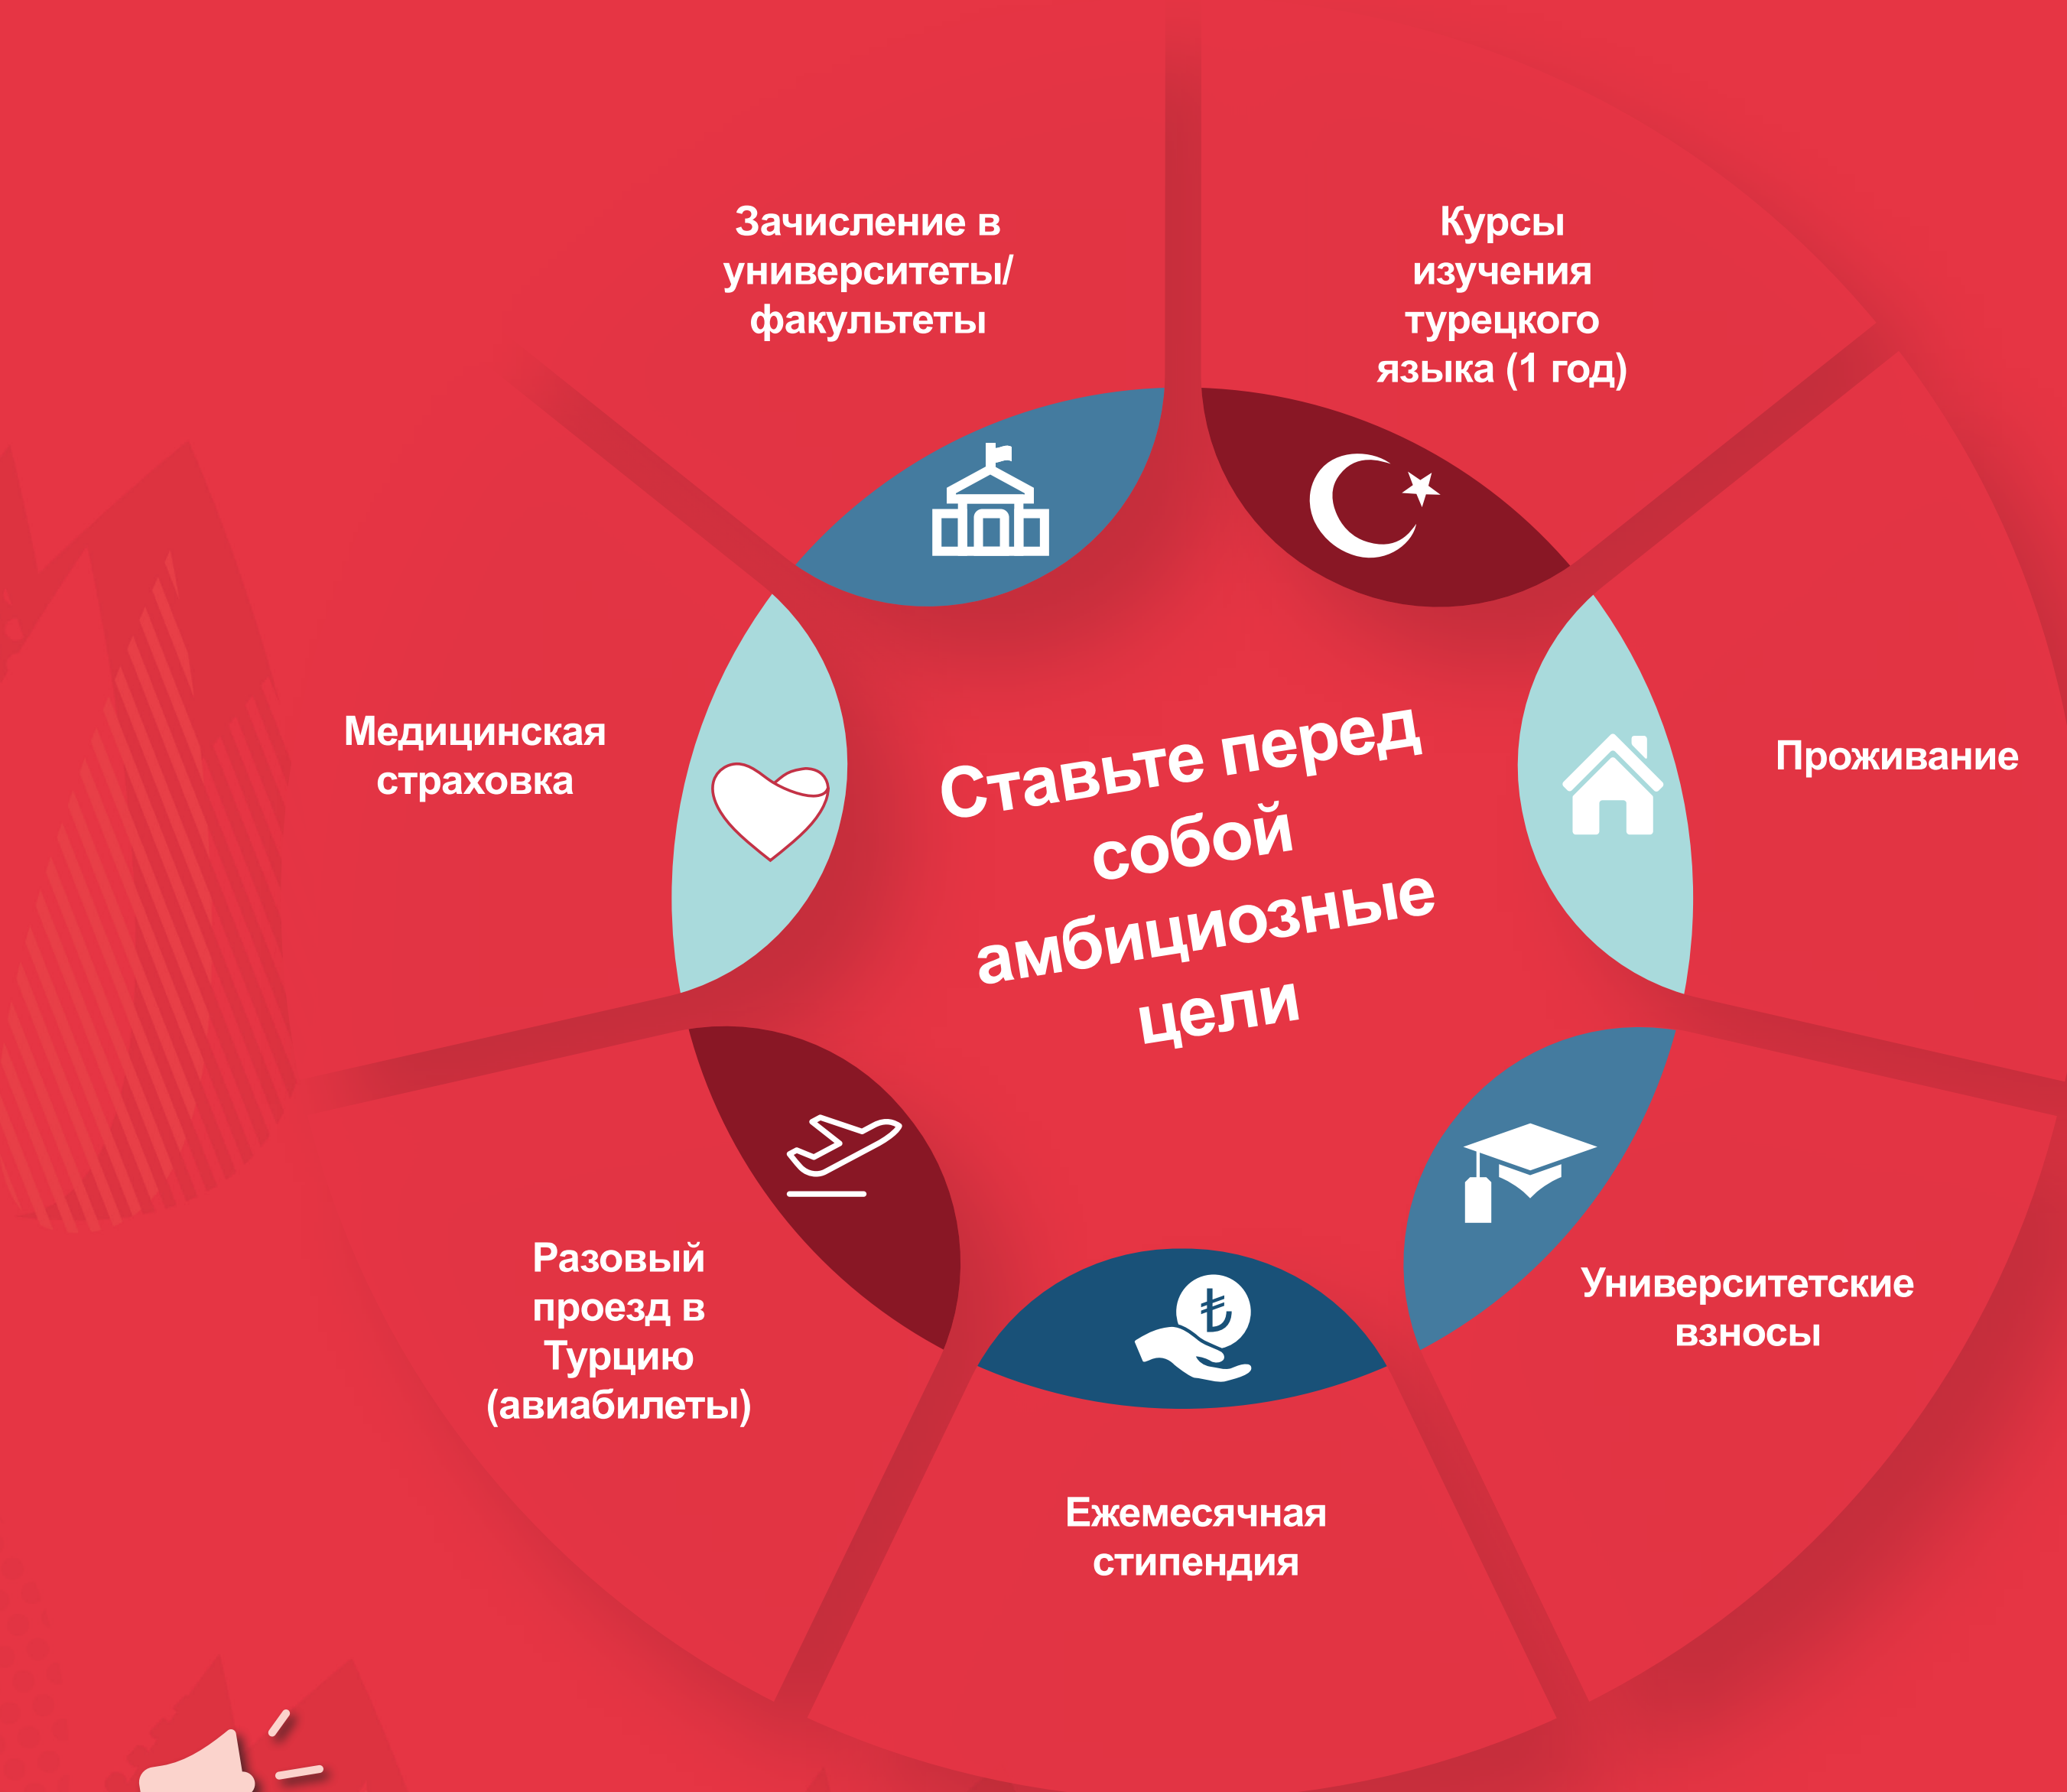 Зачисление в
университеты/
факультеты
Курсы
изучения
турецкого
языка (1 год)
Медицинская
страховка
Ставьте перед
собой
амбициозные
цели
Проживание
Разовый
проезд в
Турцию
(авиабилеты)
Университетские
взносы
Ежемесячная
стипендия